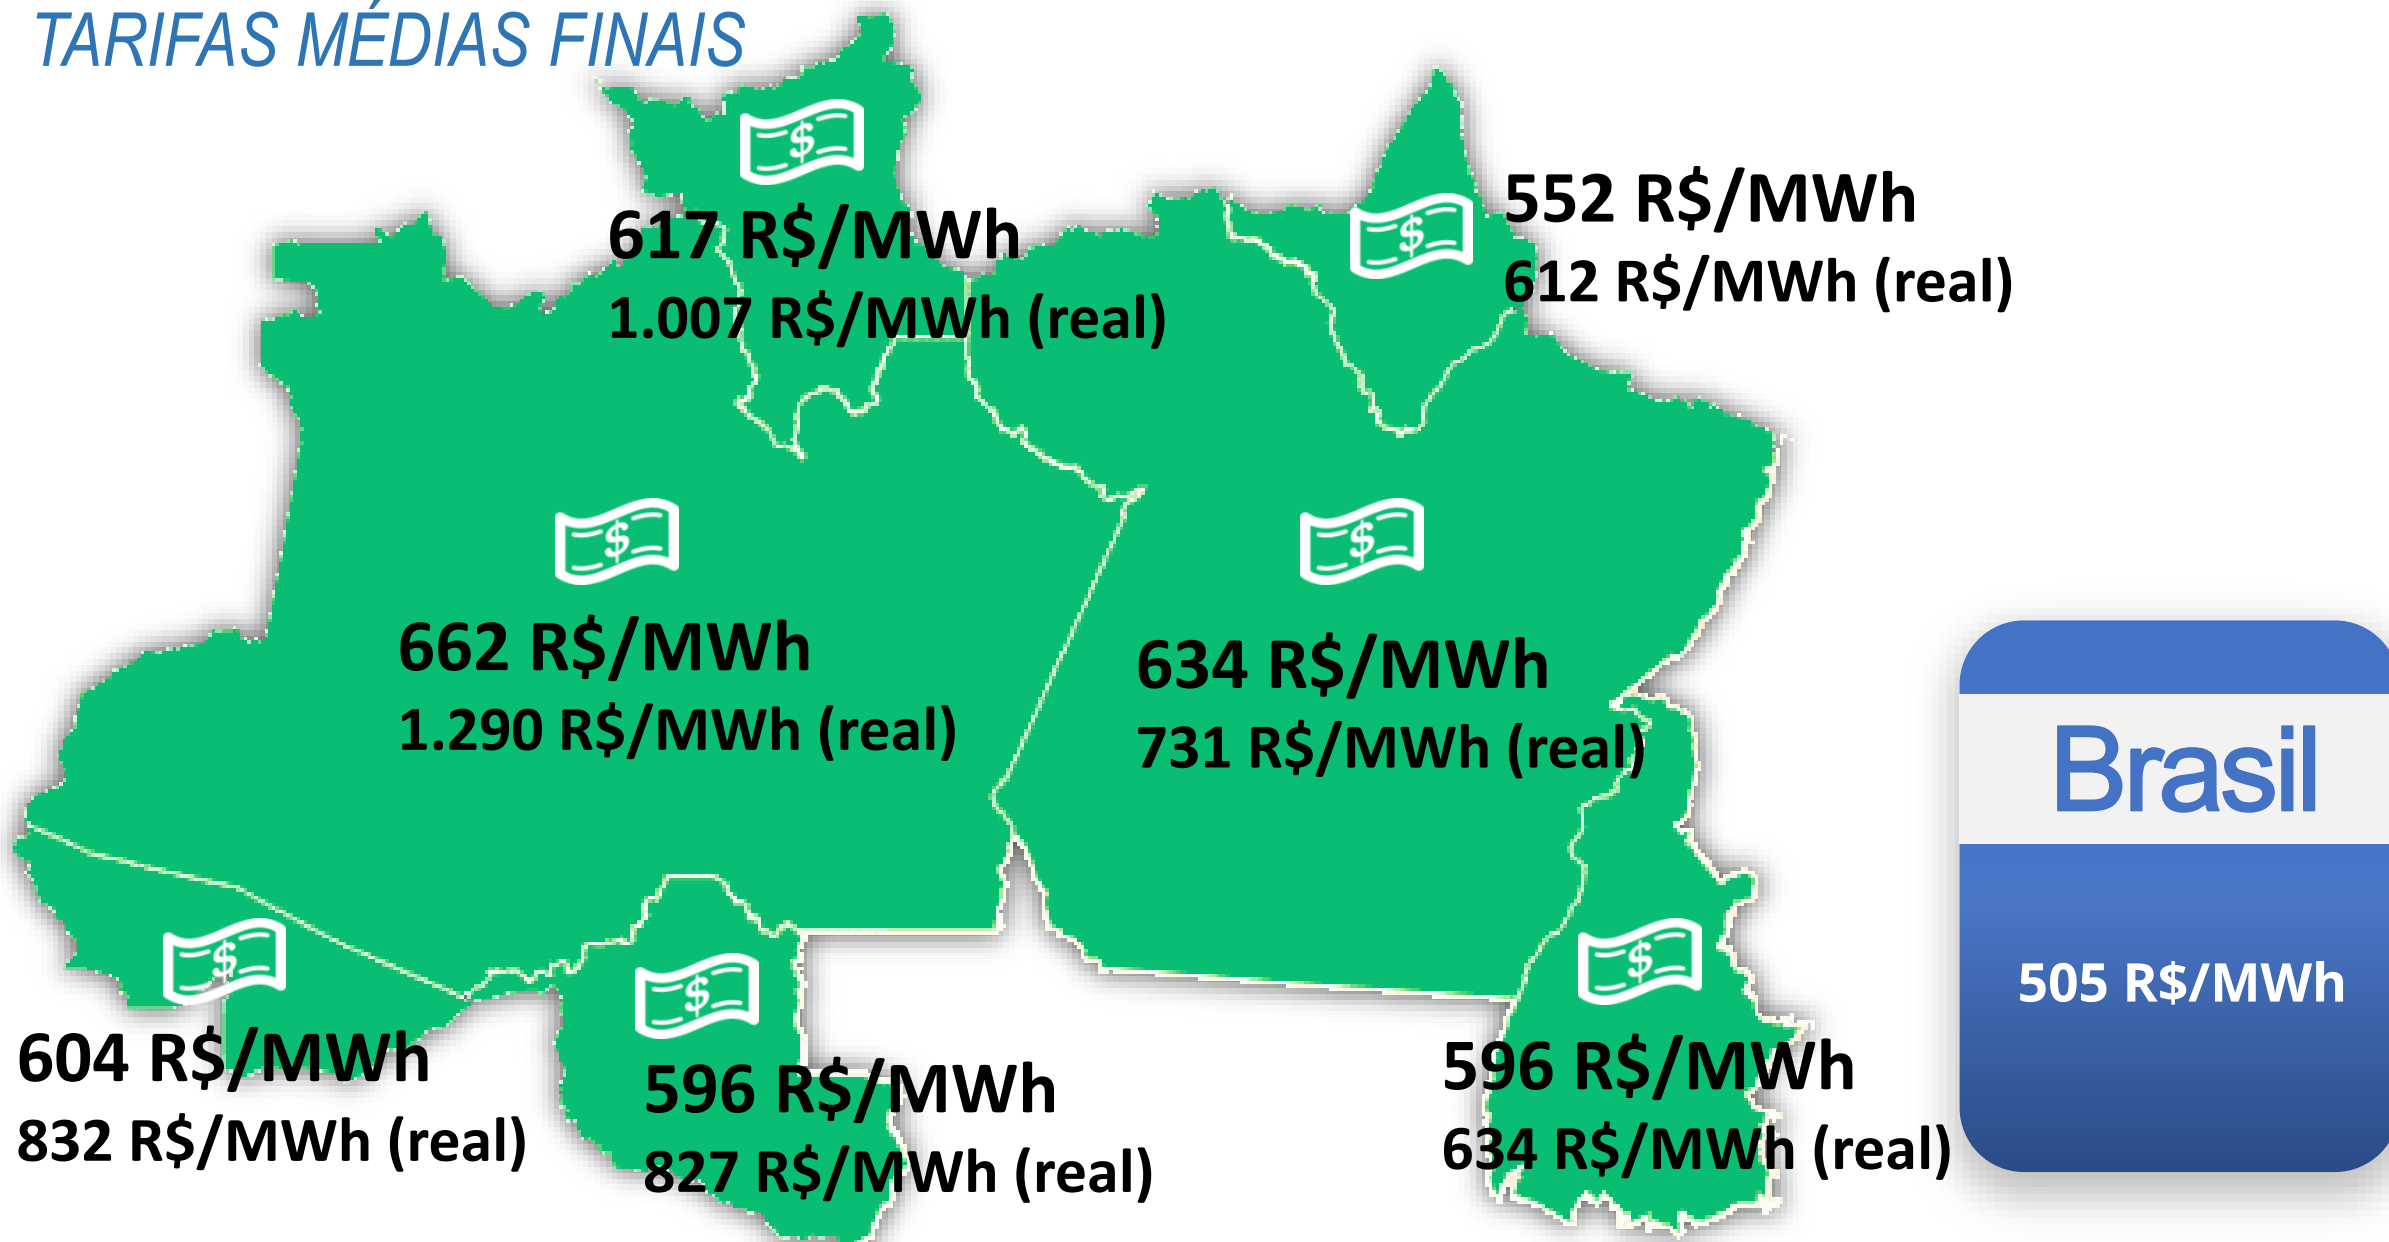 TARIFAS MÉDIAS FINAIS
$
617 R$/MWh
1.007 R$/MWh (real)
$
552 R$/MWh
612 R$/MWh (real)
$
662 R$/MWh
1.290 R$/MWh (real)
$
634 R$/MWh
731 R$/MWh (real)
$
604 R$/MWh
832 R$/MWh (real)
$
596 R$/MWh
827 R$/MWh (real)
$
596 R$/MWh
634 R$/MWh (real)
Brasil
505 R$/MWh